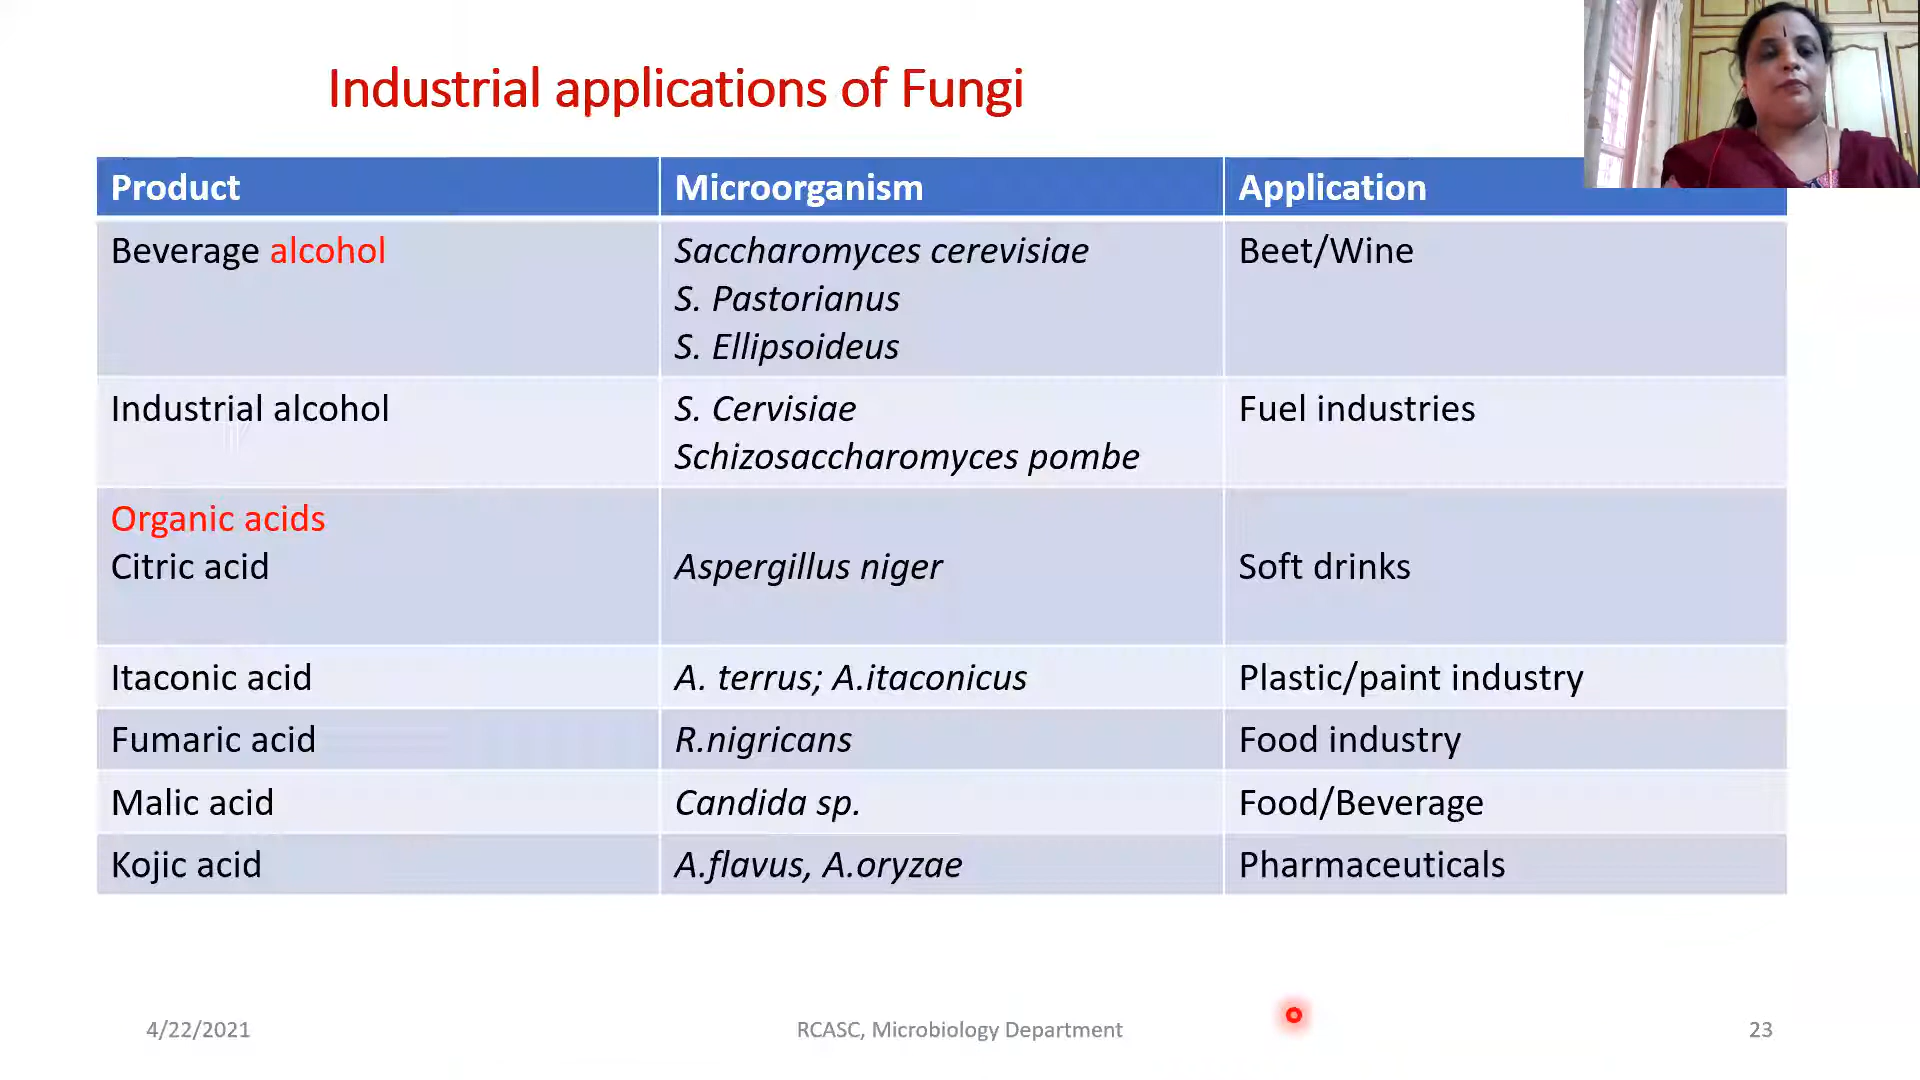 Industrial applications of Fungi
Product Microorganism Application
Beverage alcohol Saccharomyces cerevisiae Beet/Wine
S. Pastorianus
S. Ellipsoideus
Industrial alcohol S. Cervisiae Fuel industries
Schizosaccharomyces pombe
Organic acids
Citric acid Aspergillus niger Soft drinks
Itaconic acid A. terrus; A.itaconicus Plastic/paint industry
Fumaric acid R.nigricans Food industry
Malic acid Candida sp. Food/Beverage
Kojic acid A.flavus, A.oryzae Pharmaceuticals
4/22/2021 RCASC, Microbiology Department 23